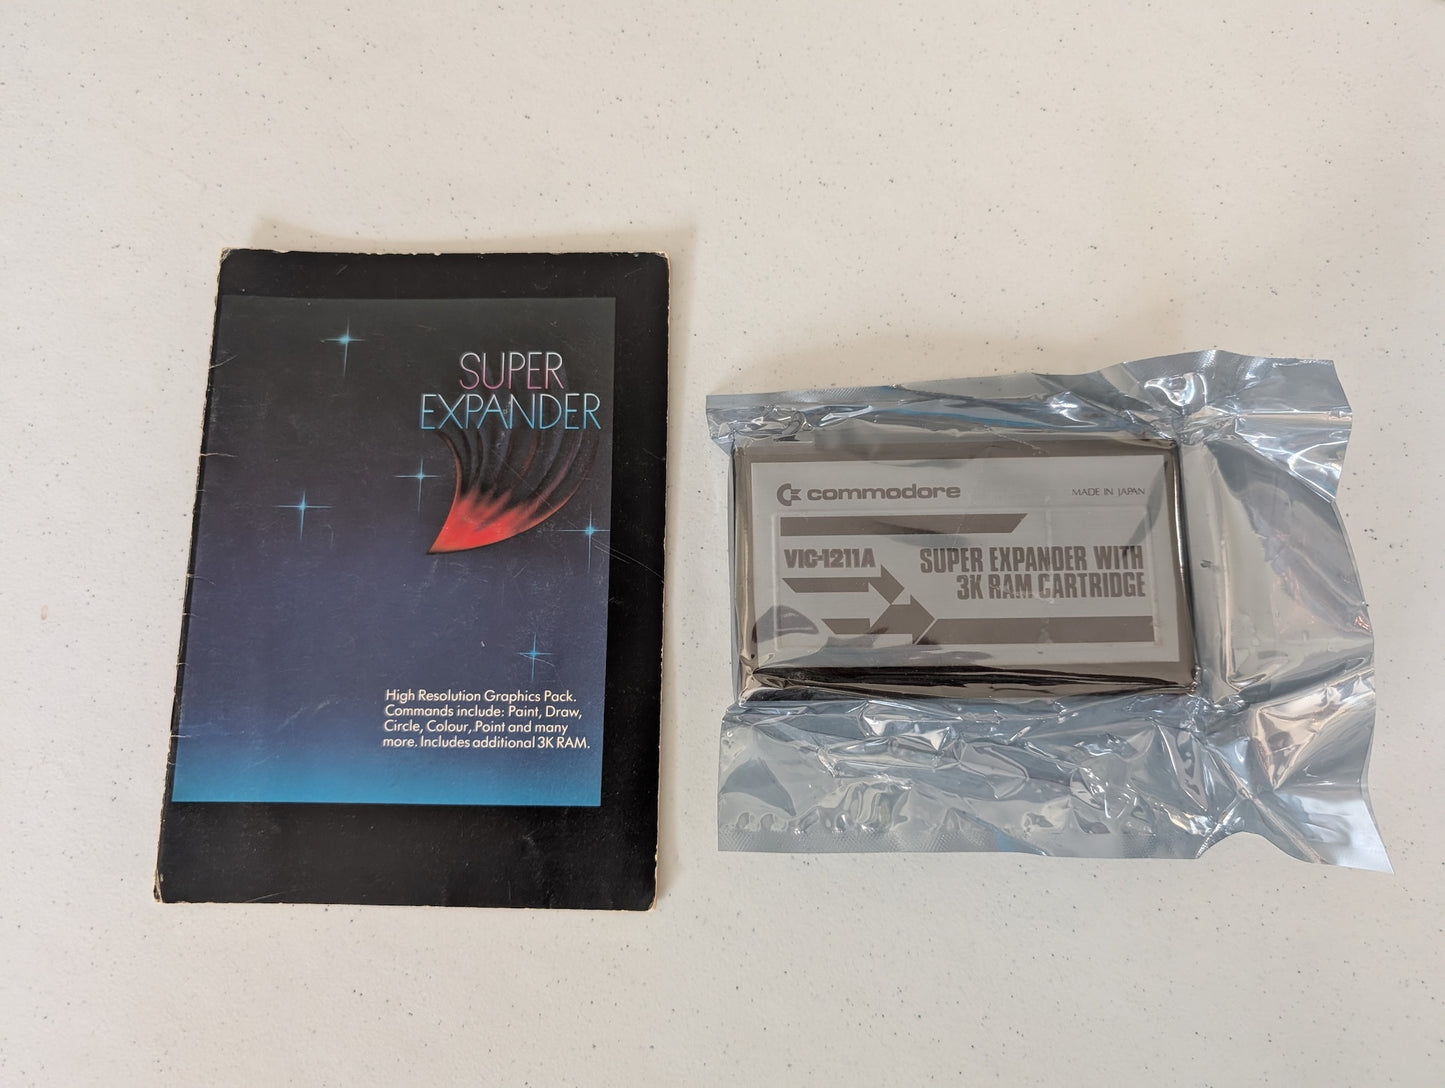 SUPER
EXPANDER
High Resolution Graphics Pack.
Commands include: Paint, Draw,
Circle, Colour, Point and many
more. Includes additional 3K RAM.
commodore
MADE IN JAPAN
VIC-1211A
SUPER EXPANDER WITH
3K RAM CARTRIDGE